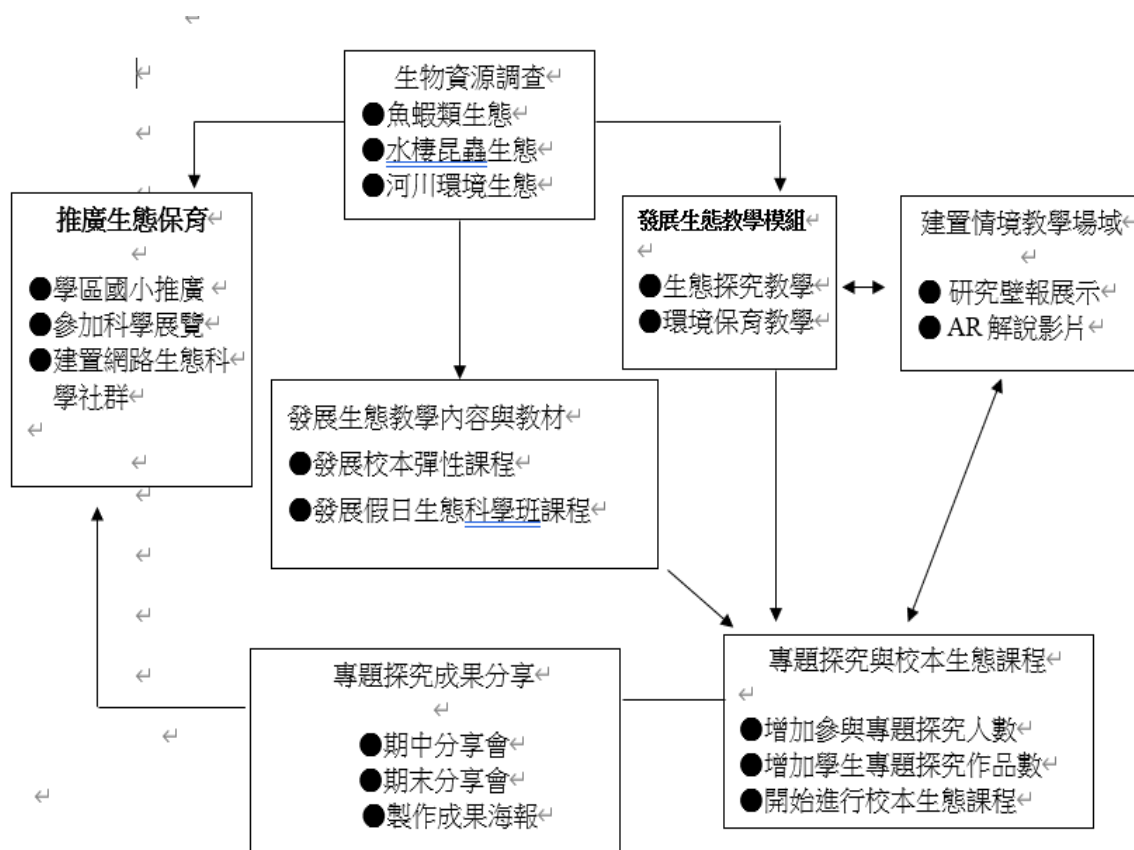 生物資源調查
●魚蝦類生態
●水棲昆蟲生態
●河川環境生態
推廣生態保育
●學區國小推廣
●參加科學展覽
●建置網路生態科
學社群
發展生態教學模組
●生態探究教學
●環境保育教學
建置情境教學場域
● 研究壁報展示
● AR 解說影片
發展生態教學內容與教材
●發展校本彈性課程
●發展假日生態科學班課程
專題探究成果分享
●期中分享會
●期末分享會
●製作成果海報
專題探究與校本生態課程
●增加參與專題探究人數
●增加學生專題探究作品數
●開始進行校本生態課程